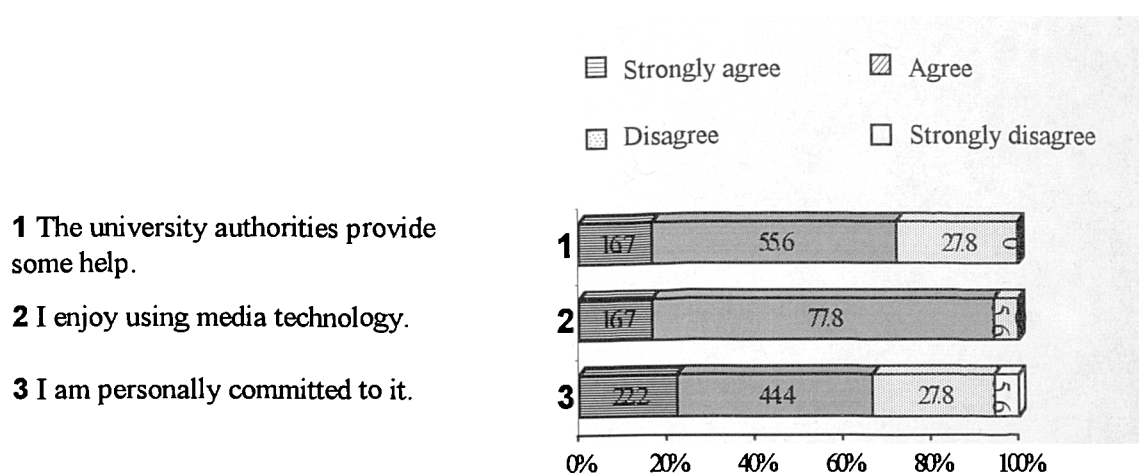 Strongly agree Agree
Disagree Strongly disagree
1 The university authorities provide
some help.
2 I enjoy using media technology.
3 I am personally committed to it.
1 16.7 55.6 27.8 0
2 16.7 77.8 5.6
3 22.2 44.4 27.8 5.6
0% 20% 40% 60% 80% 100%